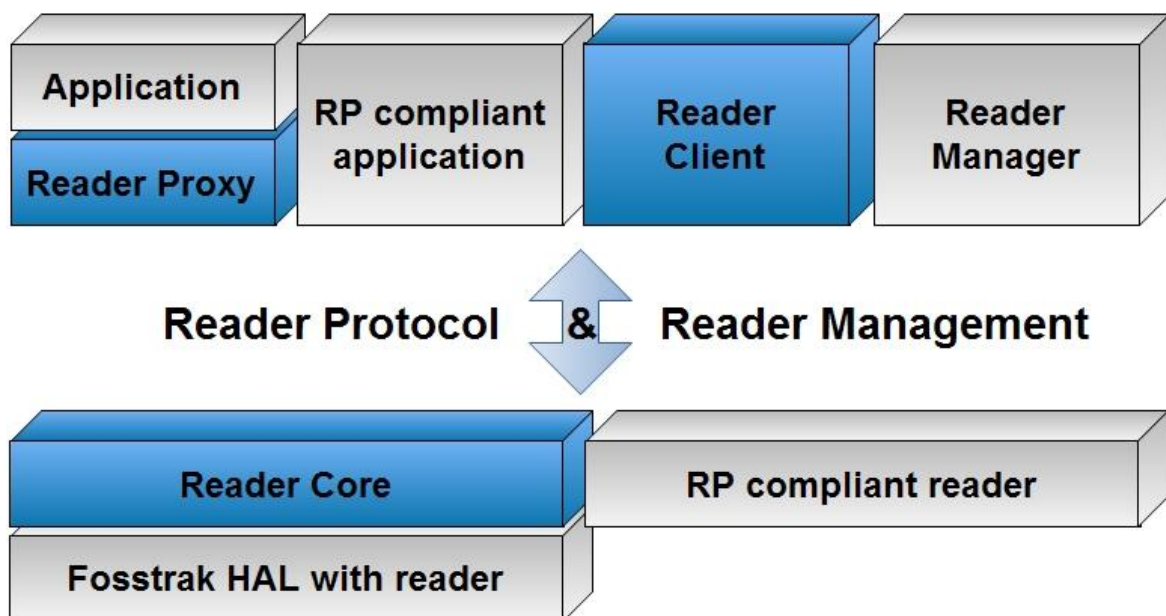 Application
Reader Proxy
RP compliant
application
Reader
Client
Reader
Manager
Reader Protocol & Reader Management
Reader Core
RP compliant reader
Fosstrak HAL with reader